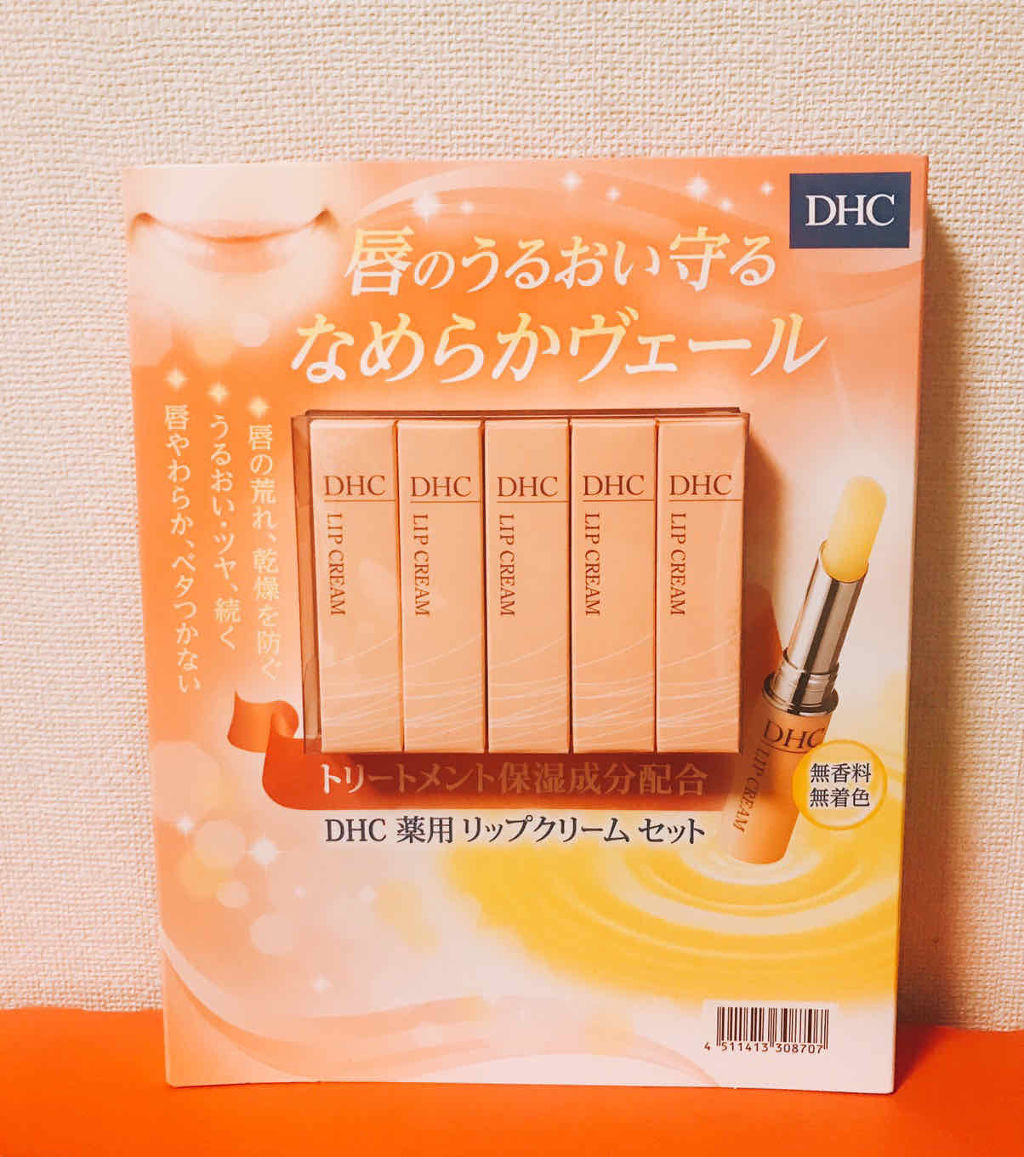 DHC
唇のうるおい守る
なめらかヴェール
唇の荒れ、乾燥を防ぐ
うるおい・ツヤ、続く
唇やわらか、ベタつかない
DHC
LIP CREAM
DHC
LIP CREAM
DHC
LIP CREAM
DHC
LIP CREAM
DHC
LIP CREAM
DHC
LIP CREAM
無香料
無着色
トリートメント保湿成分配合
DHC 薬用 リップクリーム セット
4 511413 308707